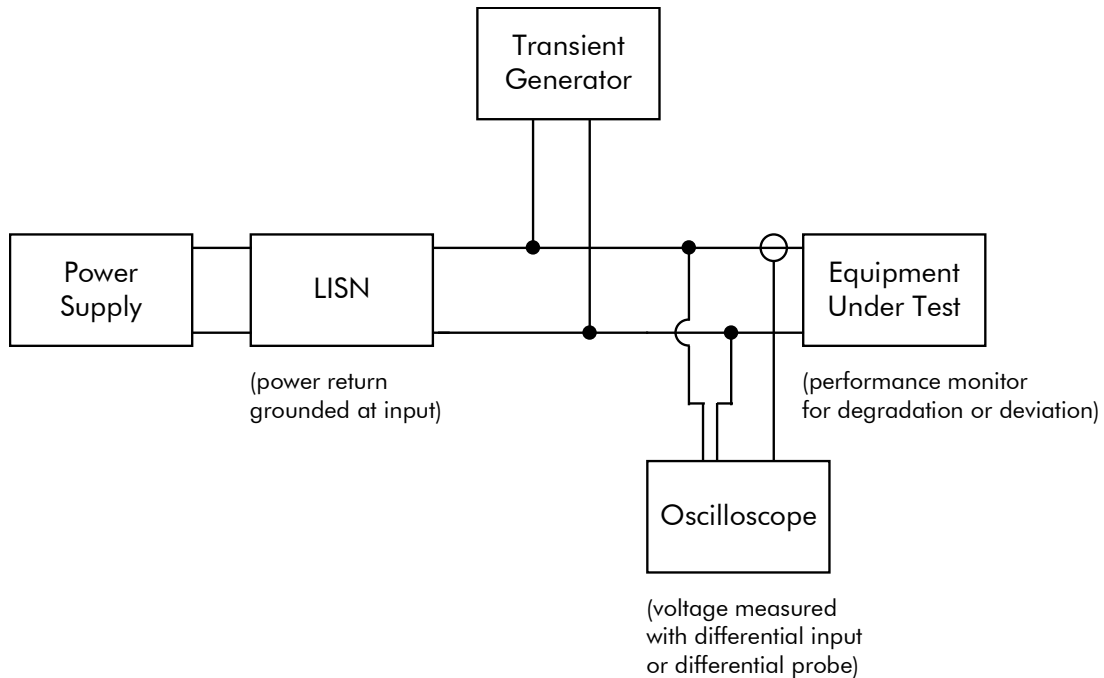 Transient
Generator
Power
Supply
LISN
Equipment
Under Test
(power return
grounded at input)
(performance monitor
for degradation or deviation)
Oscilloscope
(voltage measured
with differential input
or differential probe)